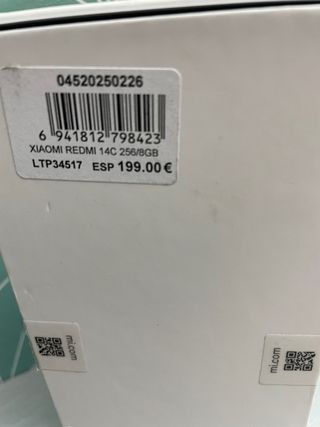 04520250226
6 941812 798423
XIAOMI REDMI 14C 256/8GB
LTP34517 ESP 199.00€
mi.com
mi.com